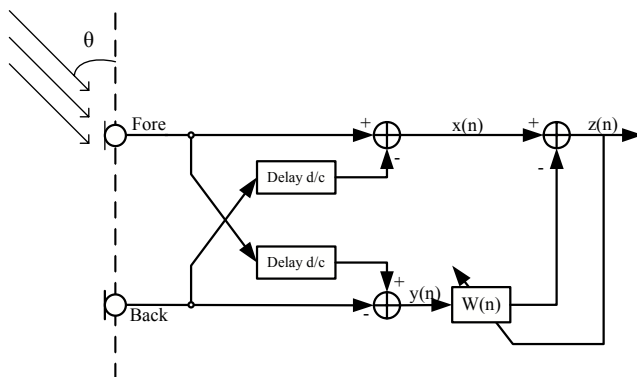 θ
Fore
+
-
x(n)
+
-
z(n)
Delay d/c
Delay d/c
+
-
y(n)
W(n)
Back